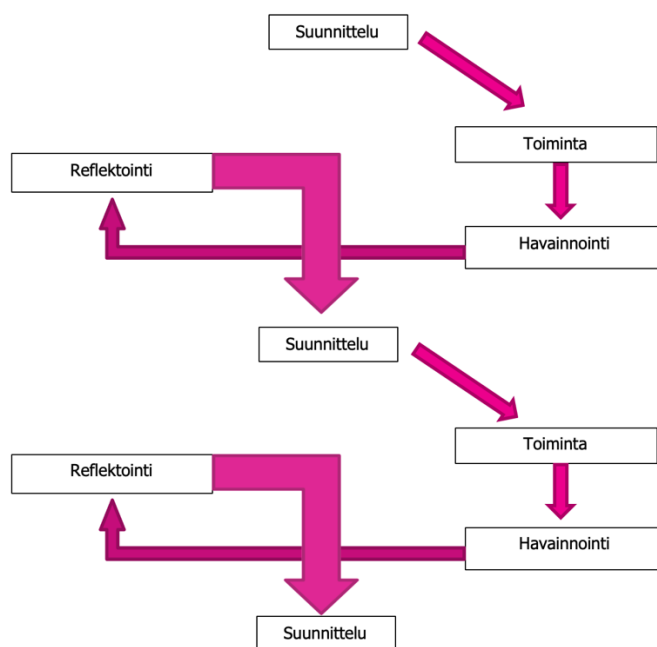 Suunnittelu
Toiminta
Reflektointi
Havainnointi
Suunnittelu
Toiminta
Reflektointi
Havainnointi
Suunnittelu